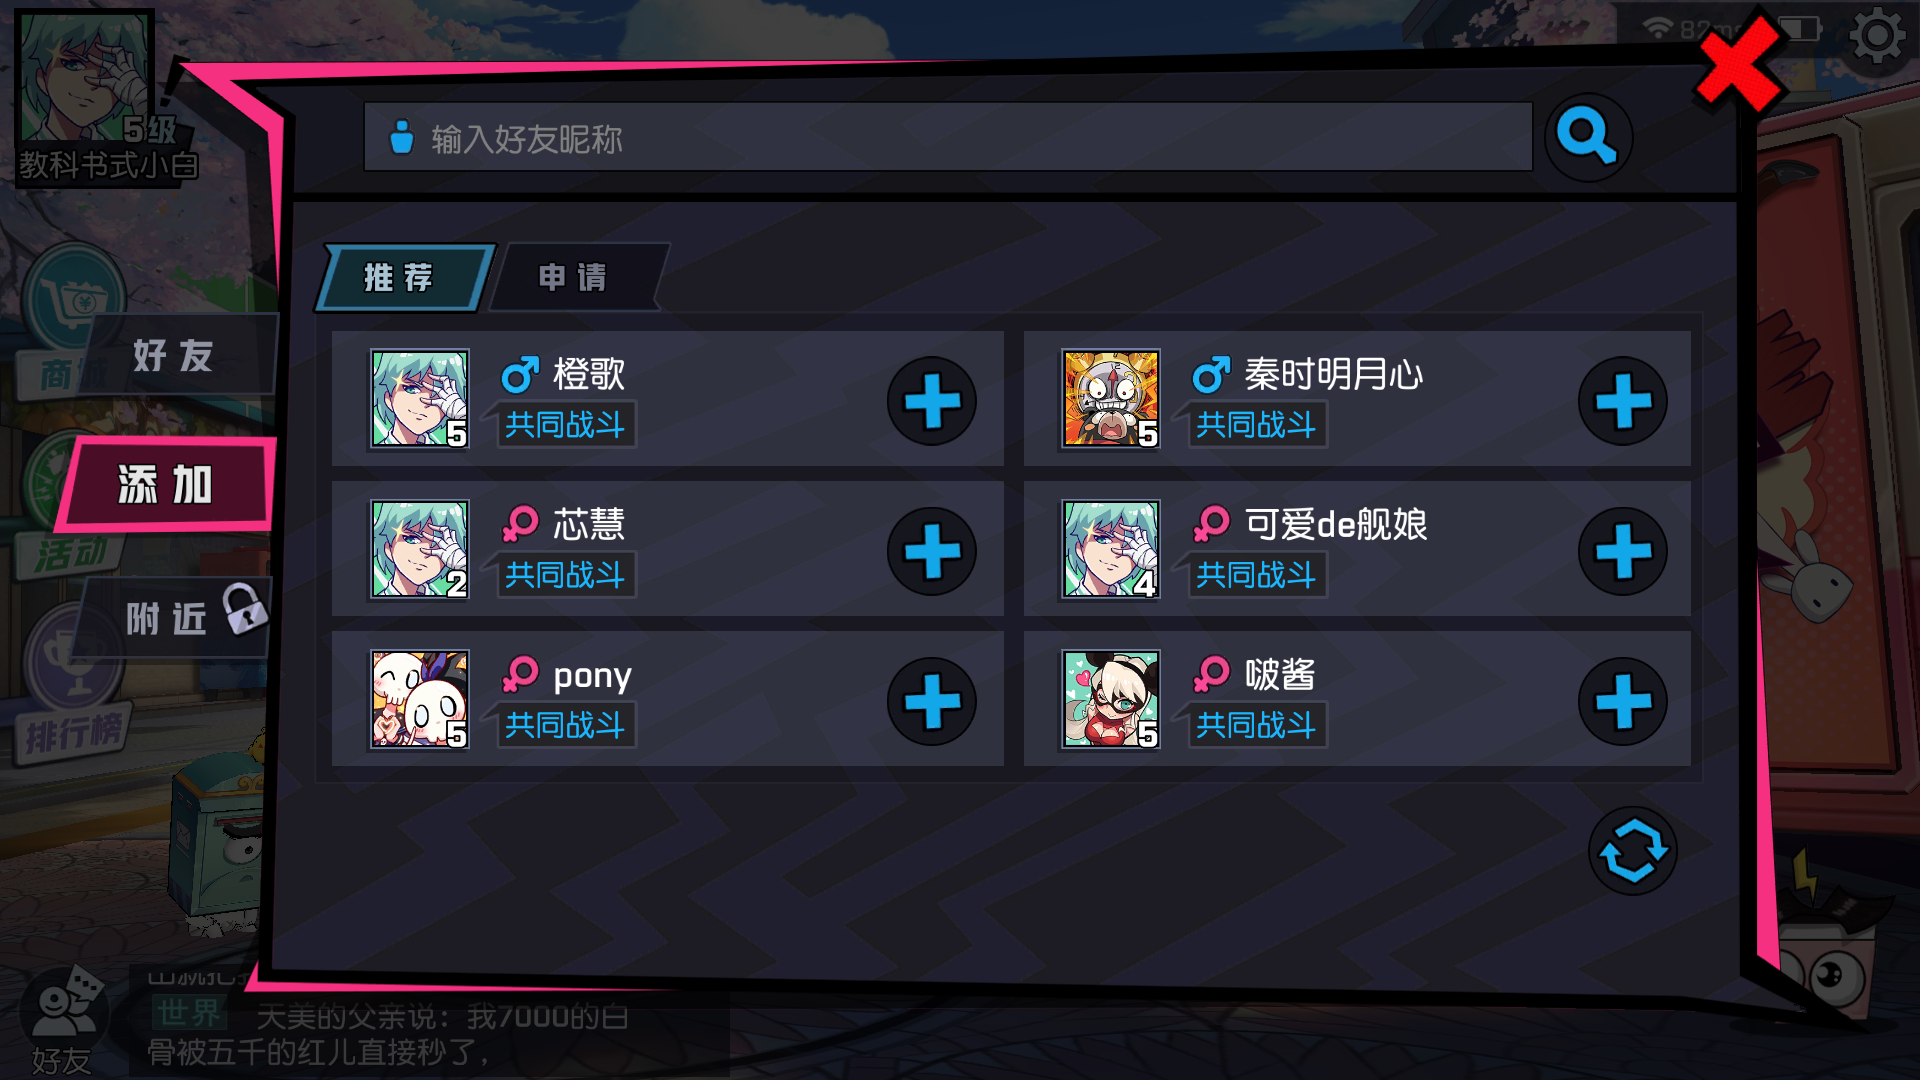 82ms
5级
教科书式小白
输入好友昵称
推荐
申请
商城
好友
添加
活动
附近
排行榜
橙歌
5
共同战斗
秦时明月心
5
共同战斗
芯慧
2
共同战斗
可爱de舰娘
4
共同战斗
pony
5
共同战斗
啵酱
5
共同战斗
世界 天美的父亲说：我7000的白
骨被五千的红儿直接秒了，
好友